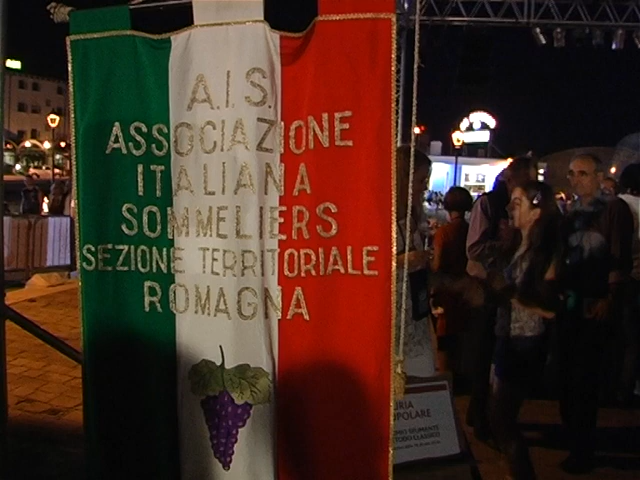 A.I.S.
ASSOCIAZIONE
ITALIANA
SOMMELIERS
SEZIONE TERRITORIALE
ROMAGNA